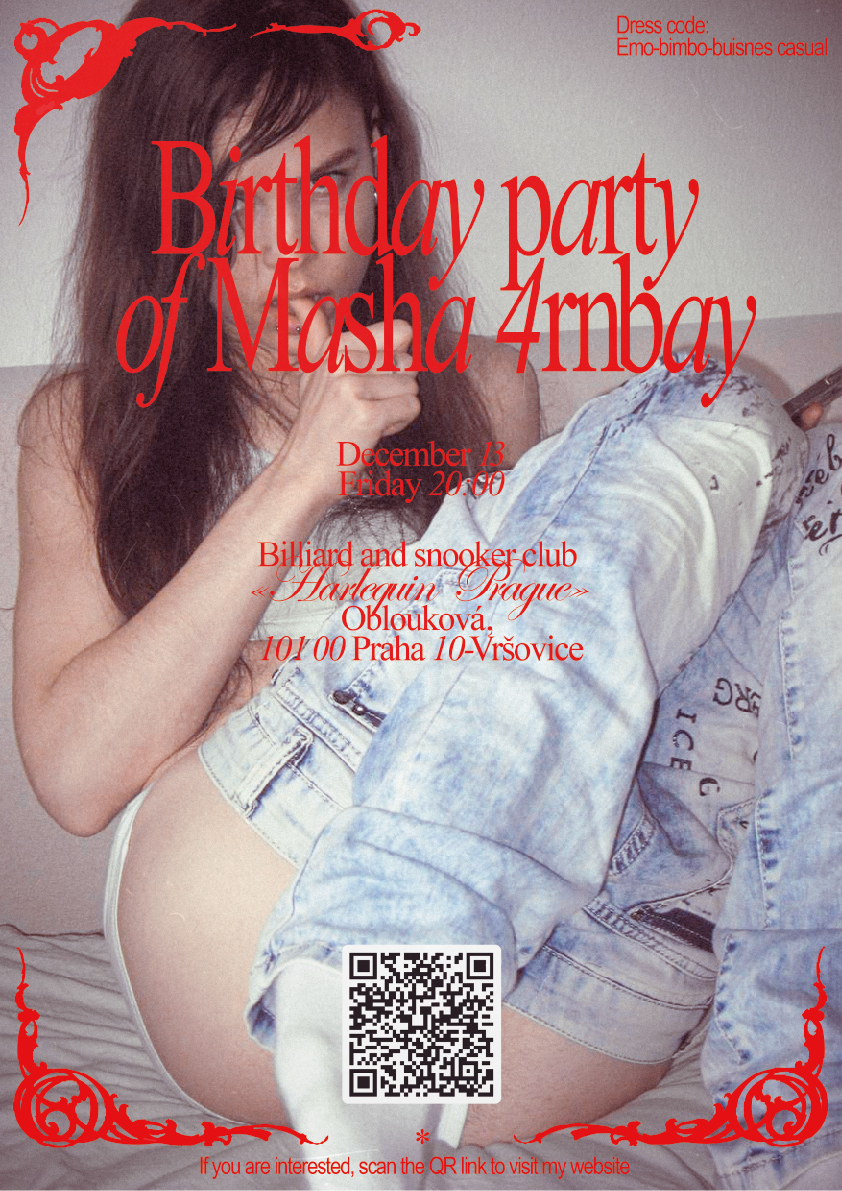 Dress code:
Emo-bimbo-buisnes casual
Birthday party
of Masha 4rnbay
December 13
Friday 20:00
Billiard and snooker club
«Harlequin Prague»
Oblouková,
101 00 Praha 10-Vršovice
ICE
*
If you are interested, scan the QR link to visit my website